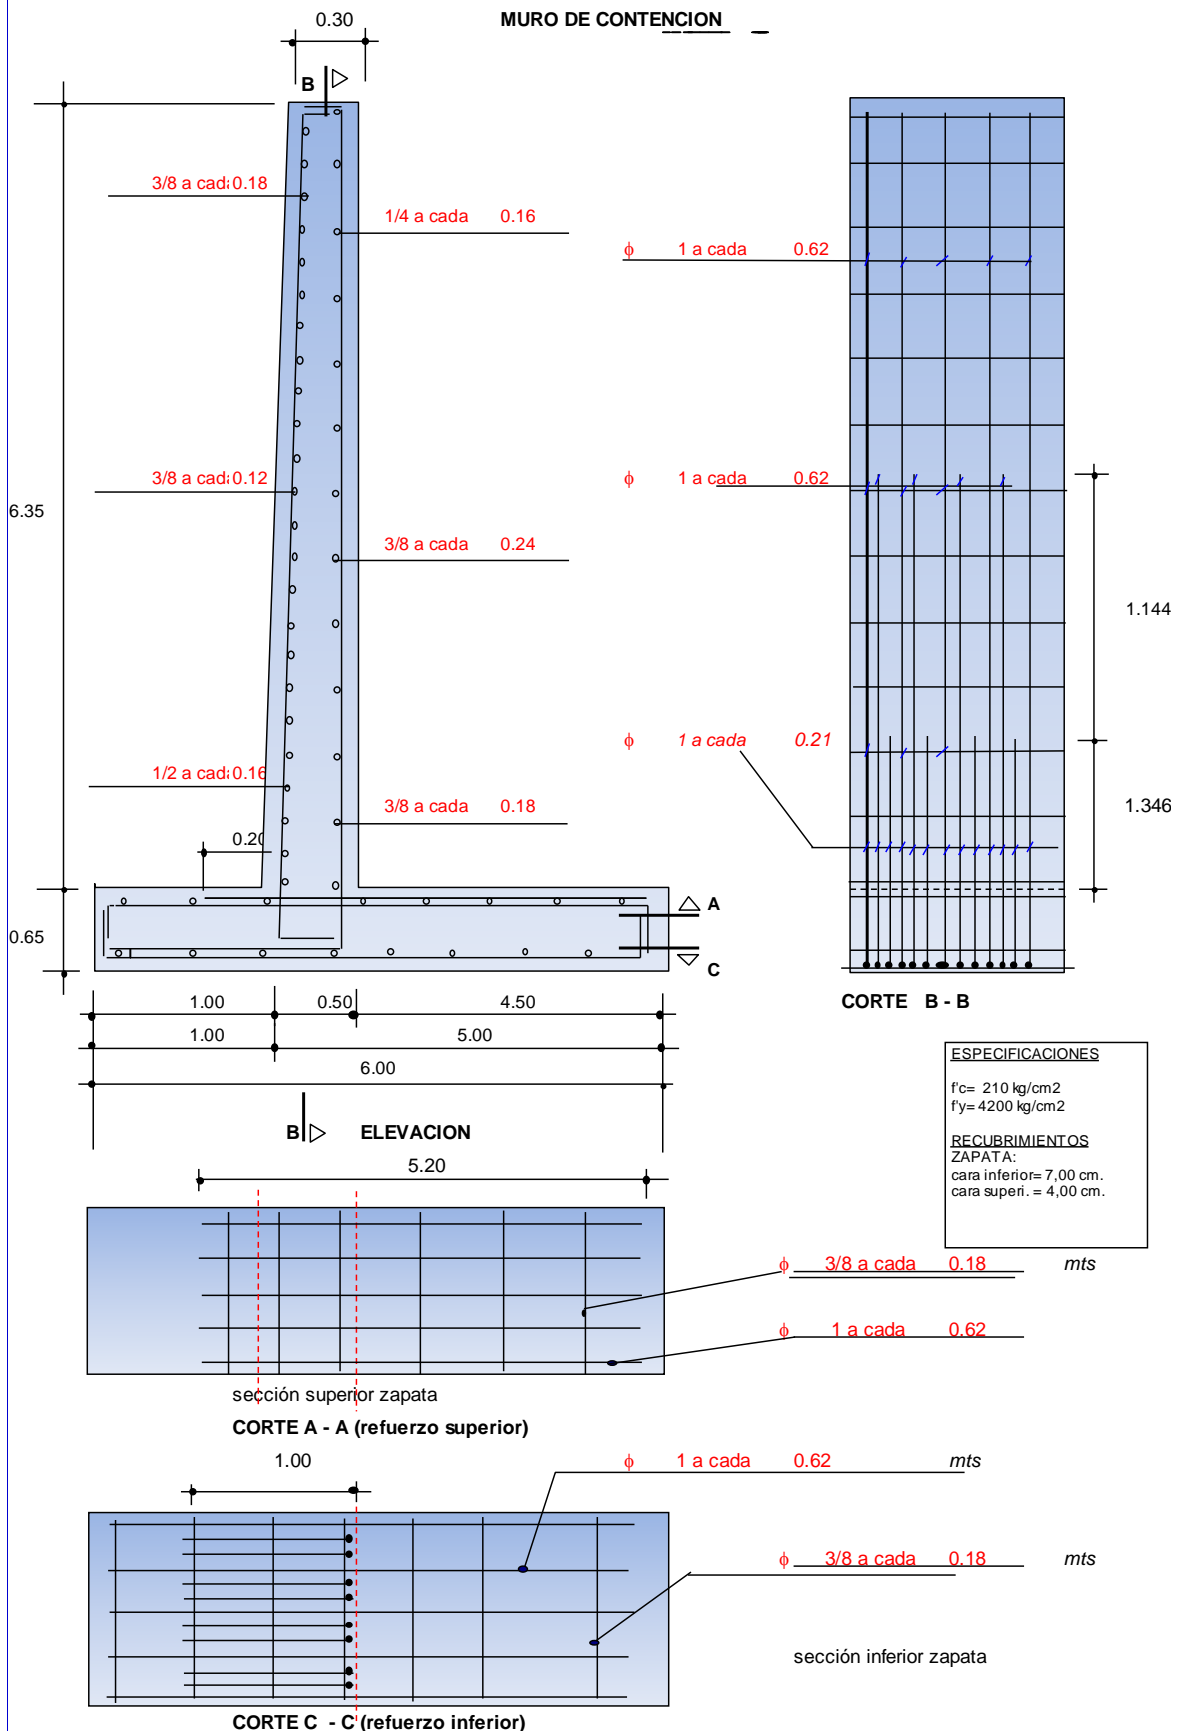 MURO DE CONTENCION
0.30
B
3/8 a cada 0.18
1/4 a cada 0.16
ϕ 1 a cada 0.62
3/8 a cada 0.12
ϕ 1 a cada 0.62
6.35
3/8 a cada 0.24
1.144
ϕ 1 a cada 0.21
1/2 a cada 0.16
3/8 a cada 0.18
1.346
0.20
A
0.65
C
1.00 0.50 4.50
CORTE B - B
1.00 5.00
6.00
B ELEVACION
ESPECIFICACIONES
f'c= 210 kg/cm2
f'y= 4200 kg/cm2
RECUBRIMIENTOS
ZAPATA:
cara inferior= 7,00 cm.
cara superi. = 4,00 cm.
5.20
ϕ 3/8 a cada 0.18 mts
ϕ 1 a cada 0.62
sección superior zapata
CORTE A - A (refuerzo superior)
1.00
ϕ 1 a cada 0.62 mts
ϕ 3/8 a cada 0.18 mts
sección inferior zapata
CORTE C - C (refuerzo inferior)